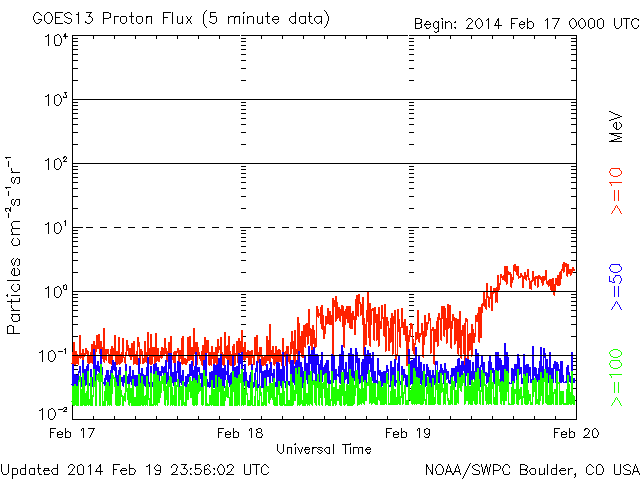 GOES13 Proton Flux (5 minute data)
Begin: 2014 Feb 17 0000 UTC
10⁴
10³
10²
10¹
10⁰
10⁻¹
10⁻²
Particles cm⁻²s⁻¹sr⁻¹
MeV
>=10
>=50
>=100
Feb 17
Feb 18
Feb 19
Feb 20
Universal Time
Updated 2014 Feb 19 23:56:02 UTC
NOAA/SWPC Boulder, CO USA